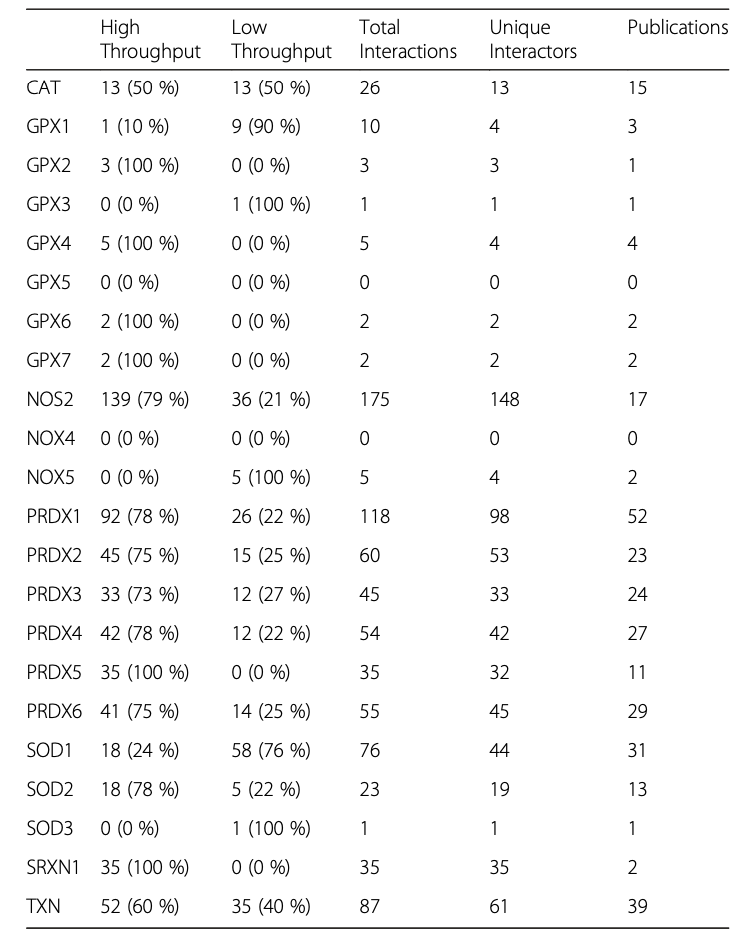 High Throughput Low Throughput Total Interactions Unique Interactors Publications
CAT 13 (50 %) 13 (50 %) 26 13 15
GPX1 1 (10 %) 9 (90 %) 10 4 3
GPX2 3 (100 %) 0 (0 %) 3 3 1
GPX3 0 (0 %) 1 (100 %) 1 1 1
GPX4 5 (100 %) 0 (0 %) 5 4 4
GPX5 0 (0 %) 0 (0 %) 0 0 0
GPX6 2 (100 %) 0 (0 %) 2 2 2
GPX7 2 (100 %) 0 (0 %) 2 2 2
NOS2 139 (79 %) 36 (21 %) 175 148 17
NOX4 0 (0 %) 0 (0 %) 0 0 0
NOX5 0 (0 %) 5 (100 %) 5 4 2
PRDX1 92 (78 %) 26 (22 %) 118 98 52
PRDX2 45 (75 %) 15 (25 %) 60 53 23
PRDX3 33 (73 %) 12 (27 %) 45 33 24
PRDX4 42 (78 %) 12 (22 %) 54 42 27
PRDX5 35 (100 %) 0 (0 %) 35 32 11
PRDX6 41 (75 %) 14 (25 %) 55 45 29
SOD1 18 (24 %) 58 (76 %) 76 44 31
SOD2 18 (78 %) 5 (22 %) 23 19 13
SOD3 0 (0 %) 1 (100 %) 1 1 1
SRXN1 35 (100 %) 0 (0 %) 35 35 2
TXN 52 (60 %) 35 (40 %) 87 61 39